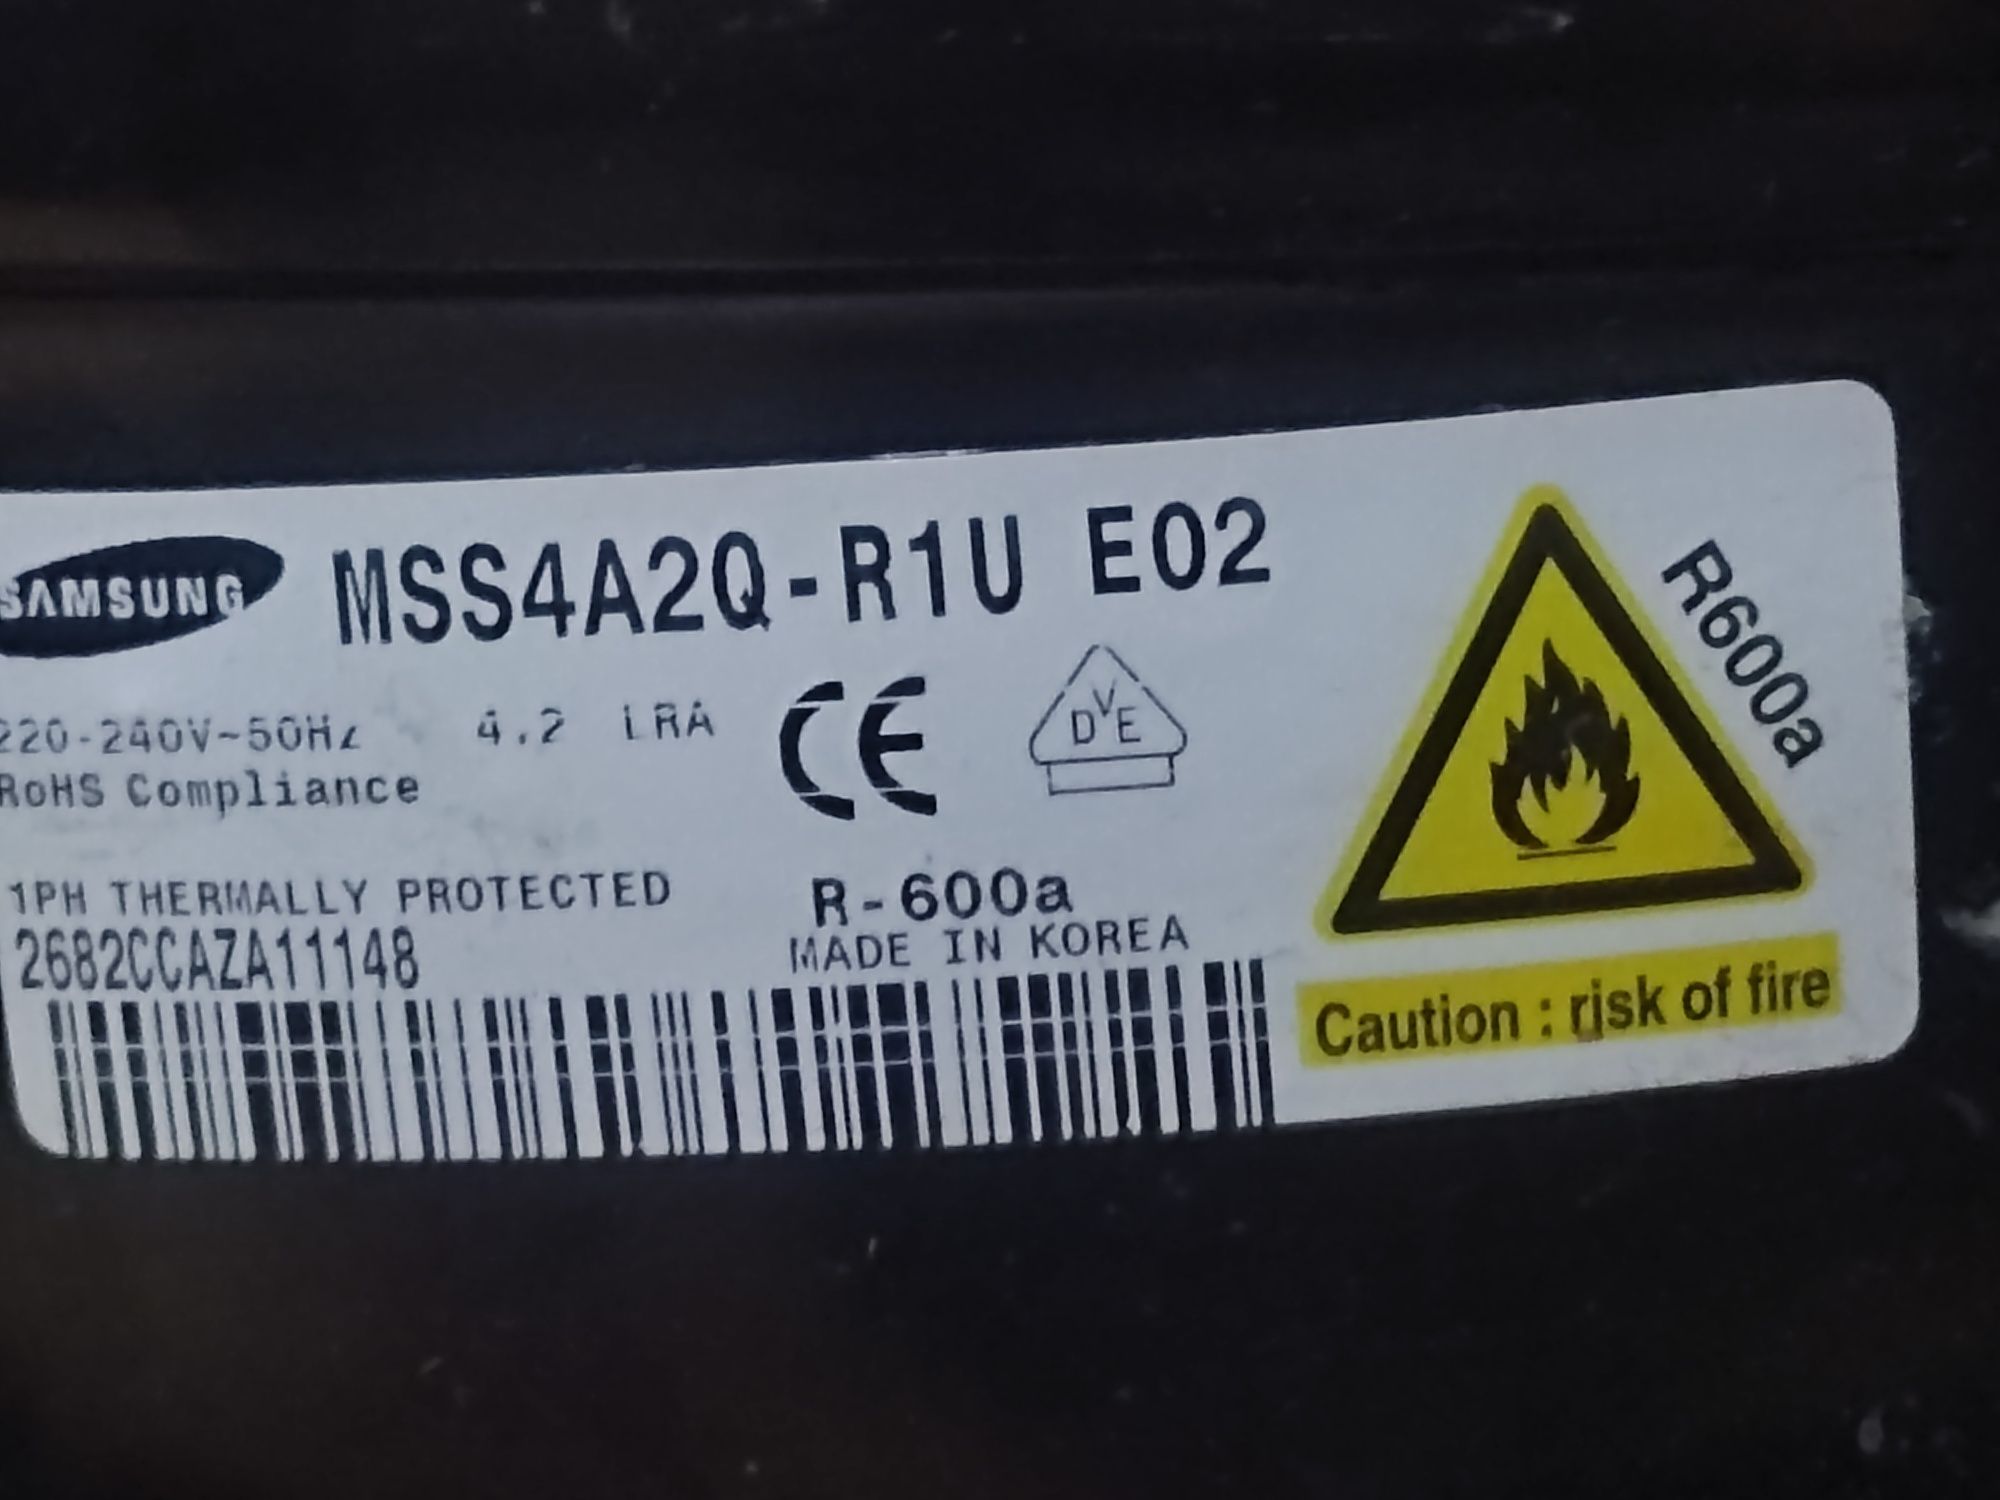 SAMSUNG MSS4A2Q-R1U E02
220-240V~50Hz 4.2 LRA CE
DVE
RoHS Compliance
1PH THERMALLY PROTECTED R-600a
2682CCAZA11148 MADE IN KOREA
R600a
Caution : risk of fire